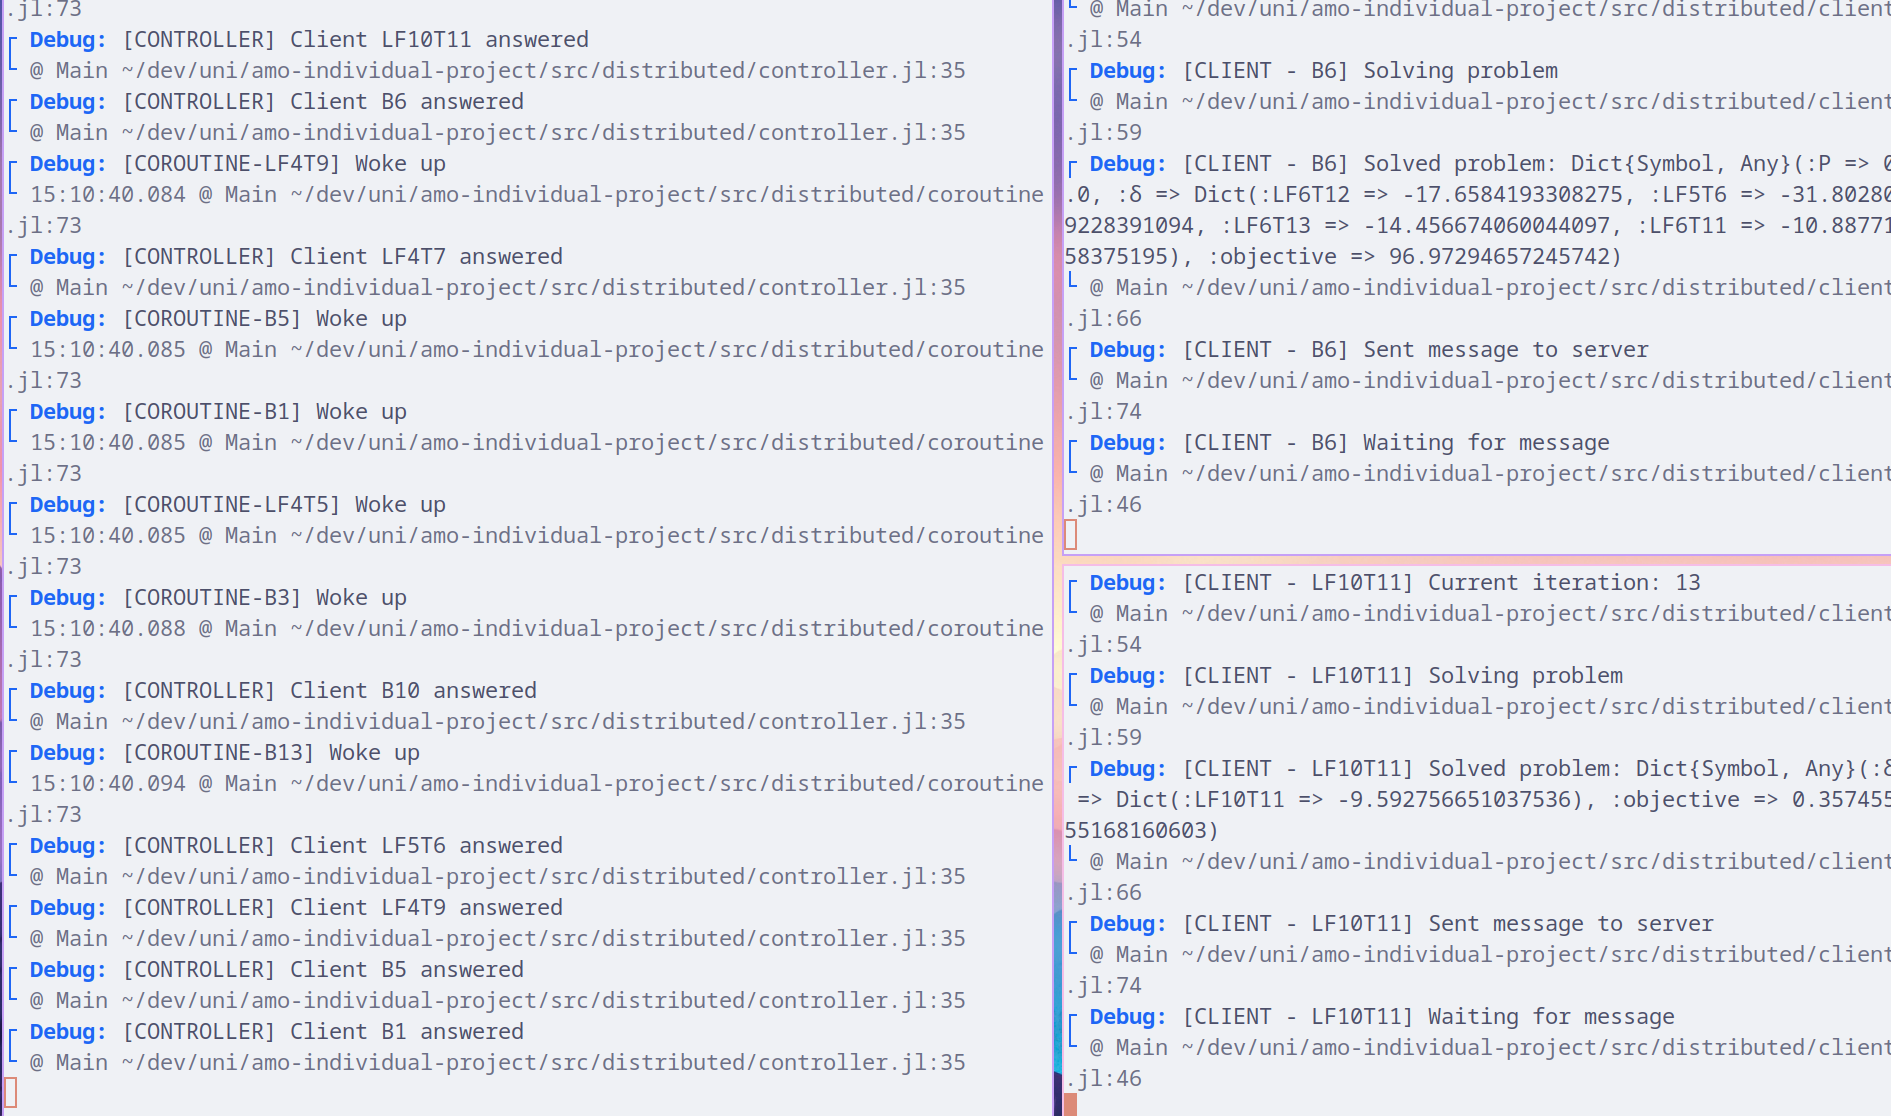 .jl:73
Debug: [CONTROLLER] Client LF10T11 answered
@ Main ~/dev/uni/amo-individual-project/src/distributed/controller.jl:35
Debug: [CONTROLLER] Client B6 answered
@ Main ~/dev/uni/amo-individual-project/src/distributed/controller.jl:35
Debug: [COROUTINE-LF4T9] Woke up
15:10:40.084 @ Main ~/dev/uni/amo-individual-project/src/distributed/coroutine
.jl:73
Debug: [CONTROLLER] Client LF4T7 answered
@ Main ~/dev/uni/amo-individual-project/src/distributed/controller.jl:35
Debug: [COROUTINE-B5] Woke up
15:10:40.085 @ Main ~/dev/uni/amo-individual-project/src/distributed/coroutine
.jl:73
Debug: [COROUTINE-B1] Woke up
15:10:40.085 @ Main ~/dev/uni/amo-individual-project/src/distributed/coroutine
.jl:73
Debug: [COROUTINE-LF4T5] Woke up
15:10:40.085 @ Main ~/dev/uni/amo-individual-project/src/distributed/coroutine
.jl:73
Debug: [COROUTINE-B3] Woke up
15:10:40.088 @ Main ~/dev/uni/amo-individual-project/src/distributed/coroutine
.jl:73
Debug: [CONTROLLER] Client B10 answered
@ Main ~/dev/uni/amo-individual-project/src/distributed/controller.jl:35
Debug: [COROUTINE-B13] Woke up
15:10:40.094 @ Main ~/dev/uni/amo-individual-project/src/distributed/coroutine
.jl:73
Debug: [CONTROLLER] Client LF5T6 answered
@ Main ~/dev/uni/amo-individual-project/src/distributed/controller.jl:35
Debug: [CONTROLLER] Client LF4T9 answered
@ Main ~/dev/uni/amo-individual-project/src/distributed/controller.jl:35
Debug: [CONTROLLER] Client B5 answered
@ Main ~/dev/uni/amo-individual-project/src/distributed/controller.jl:35
Debug: [CONTROLLER] Client B1 answered
@ Main ~/dev/uni/amo-individual-project/src/distributed/controller.jl:35
@ Main ~/dev/uni/amo-individual-project/src/distributed/client
.jl:54
Debug: [CLIENT - B6] Solving problem
@ Main ~/dev/uni/amo-individual-project/src/distributed/client
.jl:59
Debug: [CLIENT - B6] Solved problem: Dict{Symbol, Any}(:P => 0
.0, :δ => Dict(:LF6T12 => -17.6584193308275, :LF5T6 => -31.80280
9228391094, :LF6T13 => -14.456674060044097, :LF6T11 => -10.88771
58375195), :objective => 96.97294657245742)
@ Main ~/dev/uni/amo-individual-project/src/distributed/client
.jl:66
Debug: [CLIENT - B6] Sent message to server
@ Main ~/dev/uni/amo-individual-project/src/distributed/client
.jl:74
Debug: [CLIENT - B6] Waiting for message
@ Main ~/dev/uni/amo-individual-project/src/distributed/client
.jl:46
Debug: [CLIENT - LF10T11] Current iteration: 13
@ Main ~/dev/uni/amo-individual-project/src/distributed/client
.jl:54
Debug: [CLIENT - LF10T11] Solving problem
@ Main ~/dev/uni/amo-individual-project/src/distributed/client
.jl:59
Debug: [CLIENT - LF10T11] Solved problem: Dict{Symbol, Any}(:δ
=> Dict(:LF10T11 => -9.592756651037536), :objective => 0.357455
55168160603)
@ Main ~/dev/uni/amo-individual-project/src/distributed/client
.jl:66
Debug: [CLIENT - LF10T11] Sent message to server
@ Main ~/dev/uni/amo-individual-project/src/distributed/client
.jl:74
Debug: [CLIENT - LF10T11] Waiting for message
@ Main ~/dev/uni/amo-individual-project/src/distributed/client
.jl:46